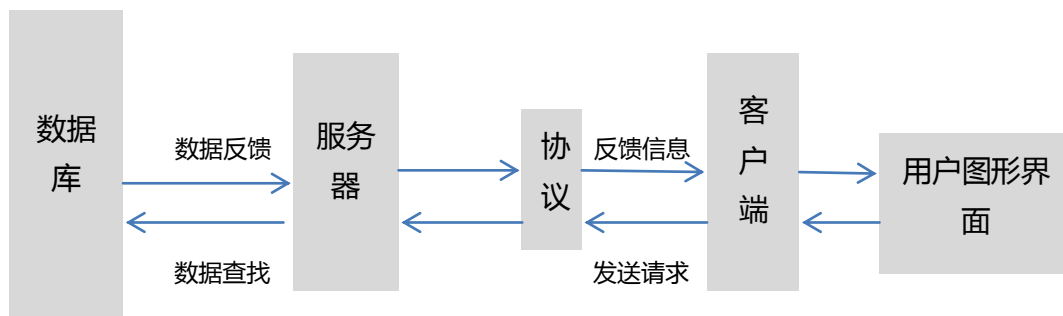 数据
库
数据反馈
数据查找
服务
器
协
议
反馈信息
发送请求
客
户
端
用户图形界
面